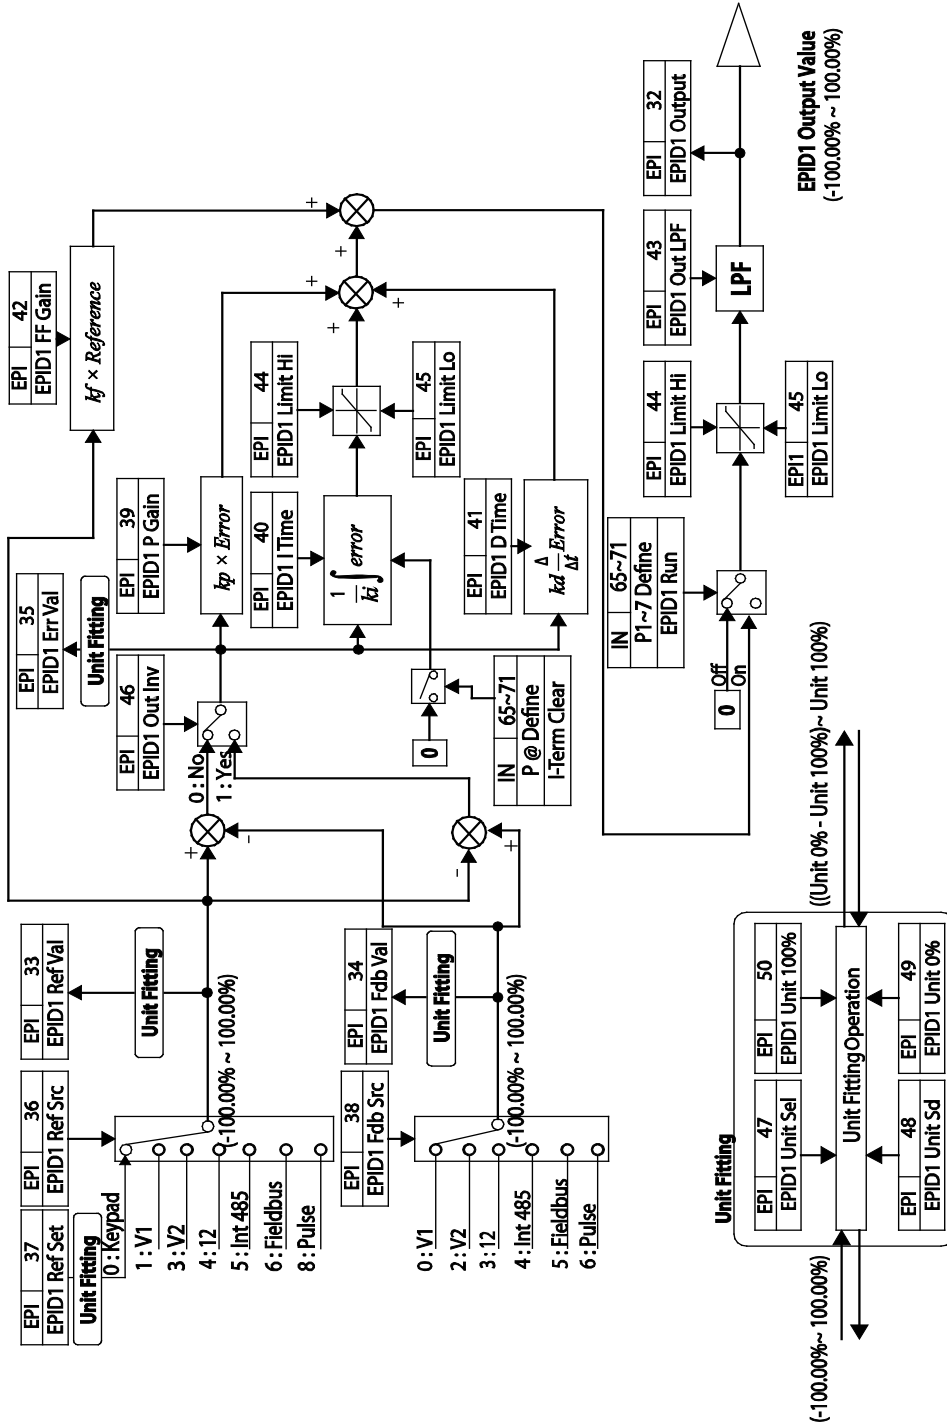 EPI 37
EPID1 Ref Set
Unit Fitting
EPI 36
EPID1 Ref Src
EPI 33
EPID1 Ref Val
Unit Fitting
0 : Keypad
1 : V1
3 : V2
4 : 12
5 : Int 485
6 : Fieldbus
8 : Pulse
(-100.00% ~ 100.00%)
EPI 38
EPID1 Fdb Src
EPI 34
EPID1 Fdb Val
Unit Fitting
0 : V1
2 : V2
3 : 12
4 : Int 485
5 : Fieldbus
6 : Pulse
(-100.00% ~ 100.00%)
+
-
-
+
0 : No
1 : Yes
EPI 46
EPID1 Out Inv
EPI 35
EPID1 Err Val
Unit Fitting
EPI 39
EPID1 P Gain
kp × Error
EPI 40
EPID1 I Time
1/ki ∫ error
EPI 41
EPID1 D Time
kd Δ/Δt Error
0
IN 65~71
P @ Define
I-Term Clear
EPI 42
EPID1 FF Gain
kf × Reference
EPI 44
EPID1 Limit Hi
EPI 45
EPID1 Limit Lo
+
+
+
+
+
0
Off
On
IN 65~71
P1~7 Define
EPID1 Run
EPI 44
EPID1 Limit Hi
EPI1 45
EPID1 Limit Lo
EPI 43
EPID1 Out LPF
LPF
EPI 32
EPID1 Output
EPID1 Output Value
(-100.00% ~ 100.00%)
Unit Fitting
EPI 47
EPID1 Unit Sel
EPI 50
EPID1 Unit 100%
Unit Fitting Operation
EPI 48
EPID1 Unit Sd
EPI 49
EPID1 Unit 0%
(-100.00% ~ 100.00%)
((Unit 0% - Unit 100%) ~ Unit 100%)